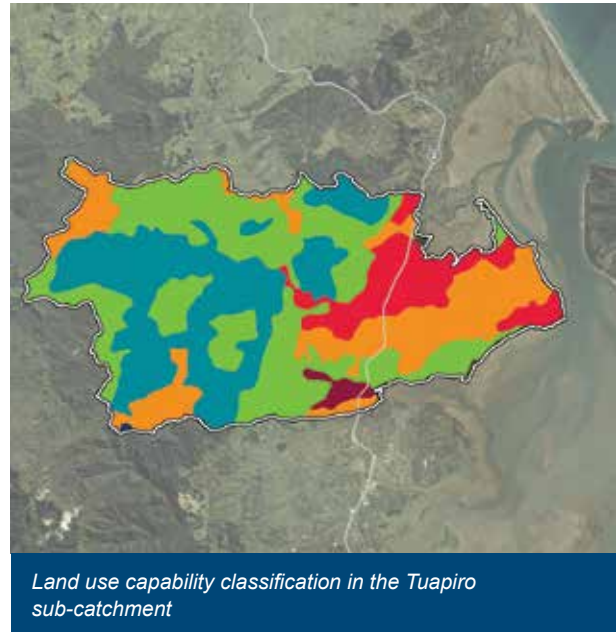 Land use capability classification in the Tuapiro
sub-catchment